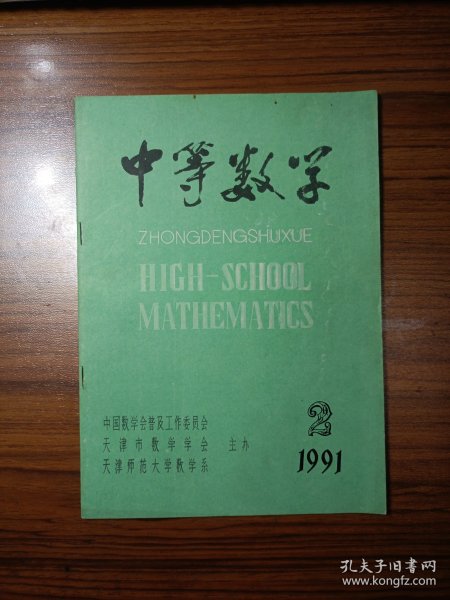 中等数学
ZHONGDENGSHUXUE
HIGH-SCHOOL
MATHEMATICS
中国数学会普及工作委员会
天津市数学学会 主办
天津师范大学数学系
2
1991
孔夫子旧书网
www.kongfz.com